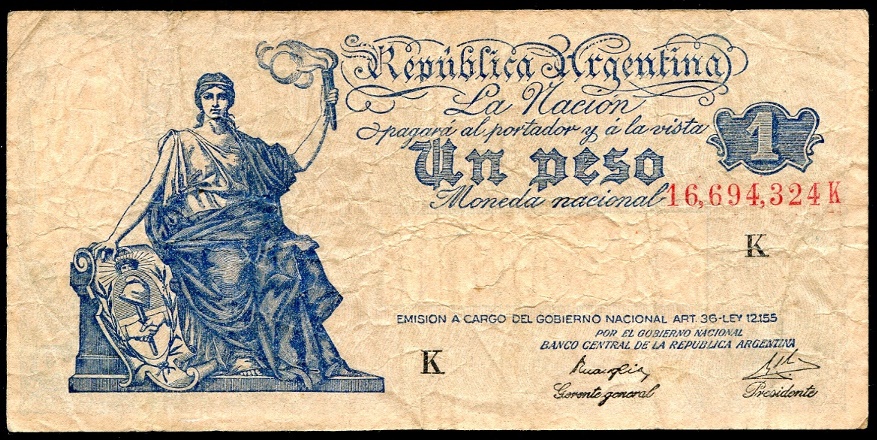 República Argentina
La Nación
pagará al portador y á la vista
1
Un peso
Moneda nacional
16,694,324 K
K
EMISION A CARGO DEL GOBIERNO NACIONAL ART. 36-LEY 12.155
POR EL GOBIERNO NACIONAL
BANCO CENTRAL DE LA REPUBLICA ARGENTINA
K
Gerente general
Presidente